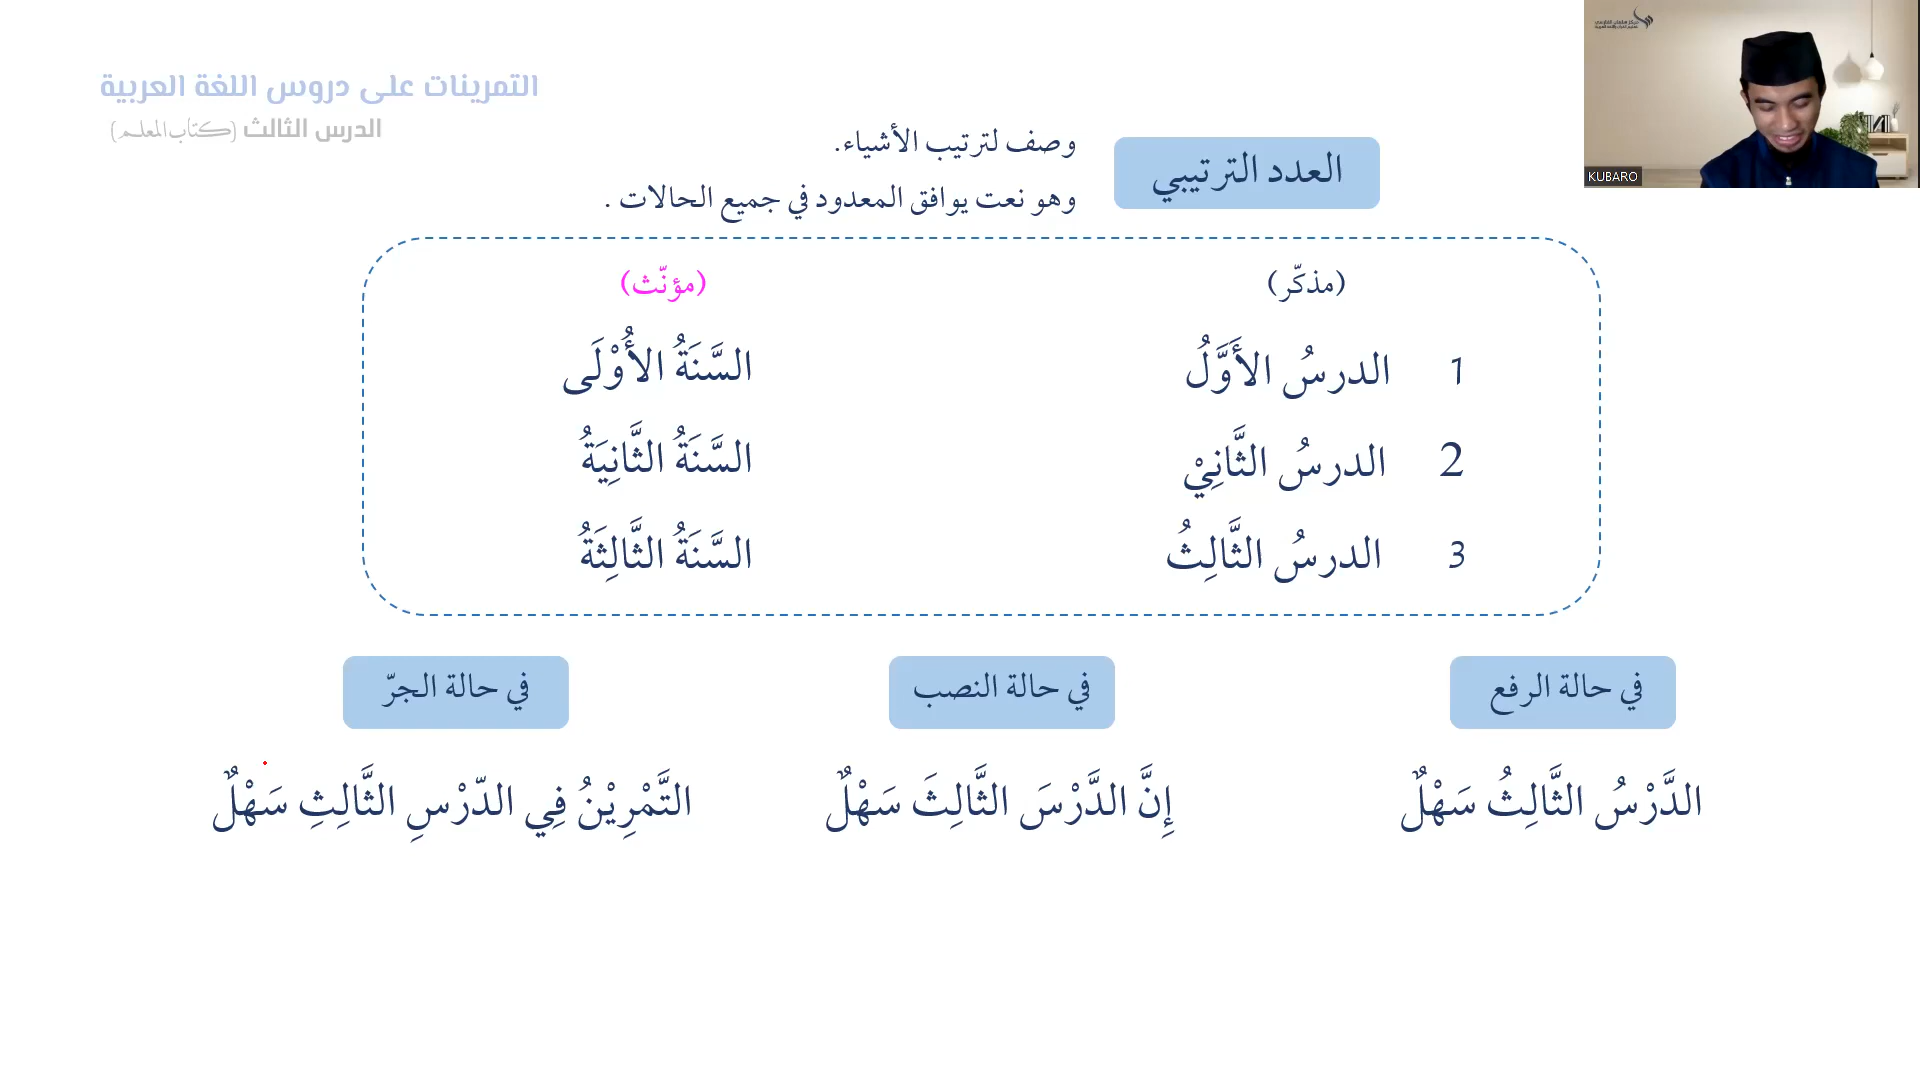 التمرينات على دروس اللغة العربية
الدرس الثالث (كتاب المعلم)
العدد الترتيبي
وصف لترتيب الأشياء.
وهو نعت يوافق المعدود في جميع الحالات .
(مذكّر) (مؤنّث)
1 الدرسُ الأَوَّلُ السَّنَةُ الأُوْلَى
2 الدرسُ الثَّانِيْ السَّنَةُ الثَّانِيَةُ
3 الدرسُ الثَّالِثُ السَّنَةُ الثَّالِثَةُ
في حالة الرفع في حالة النصب في حالة الجرّ
الدَّرْسُ الثَّالِثُ سَهْلٌ إِنَّ الدَّرْسَ الثَّالِثَ سَهْلٌ التَّمْرِيْنُ فِي الدّرْسِ الثَّالِثِ سَهْلٌ
KUBARO